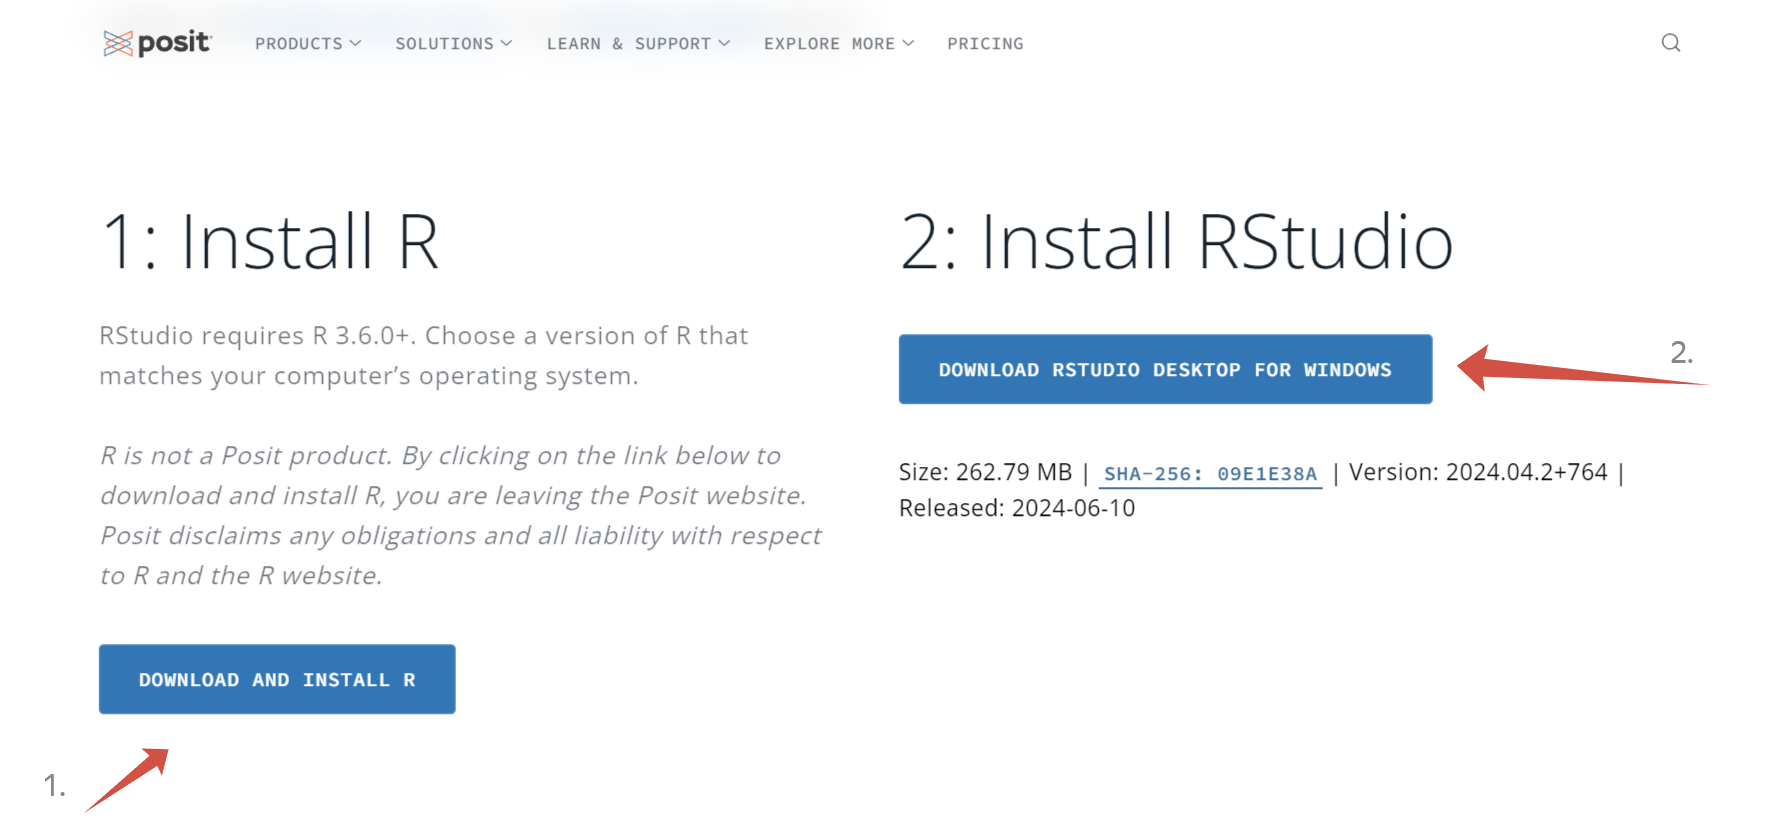 posit
PRODUCTS
SOLUTIONS
LEARN & SUPPORT
EXPLORE MORE
PRICING
1: Install R
RStudio requires R 3.6.0+. Choose a version of R that
matches your computer’s operating system.
R is not a Posit product. By clicking on the link below to
download and install R, you are leaving the Posit website.
Posit disclaims any obligations and all liability with respect
to R and the R website.
DOWNLOAD AND INSTALL R
1.
2: Install RStudio
DOWNLOAD RSTUDIO DESKTOP FOR WINDOWS
2.
Size: 262.79 MB | SHA-256: 09E1E38A | Version: 2024.04.2+764 |
Released: 2024-06-10